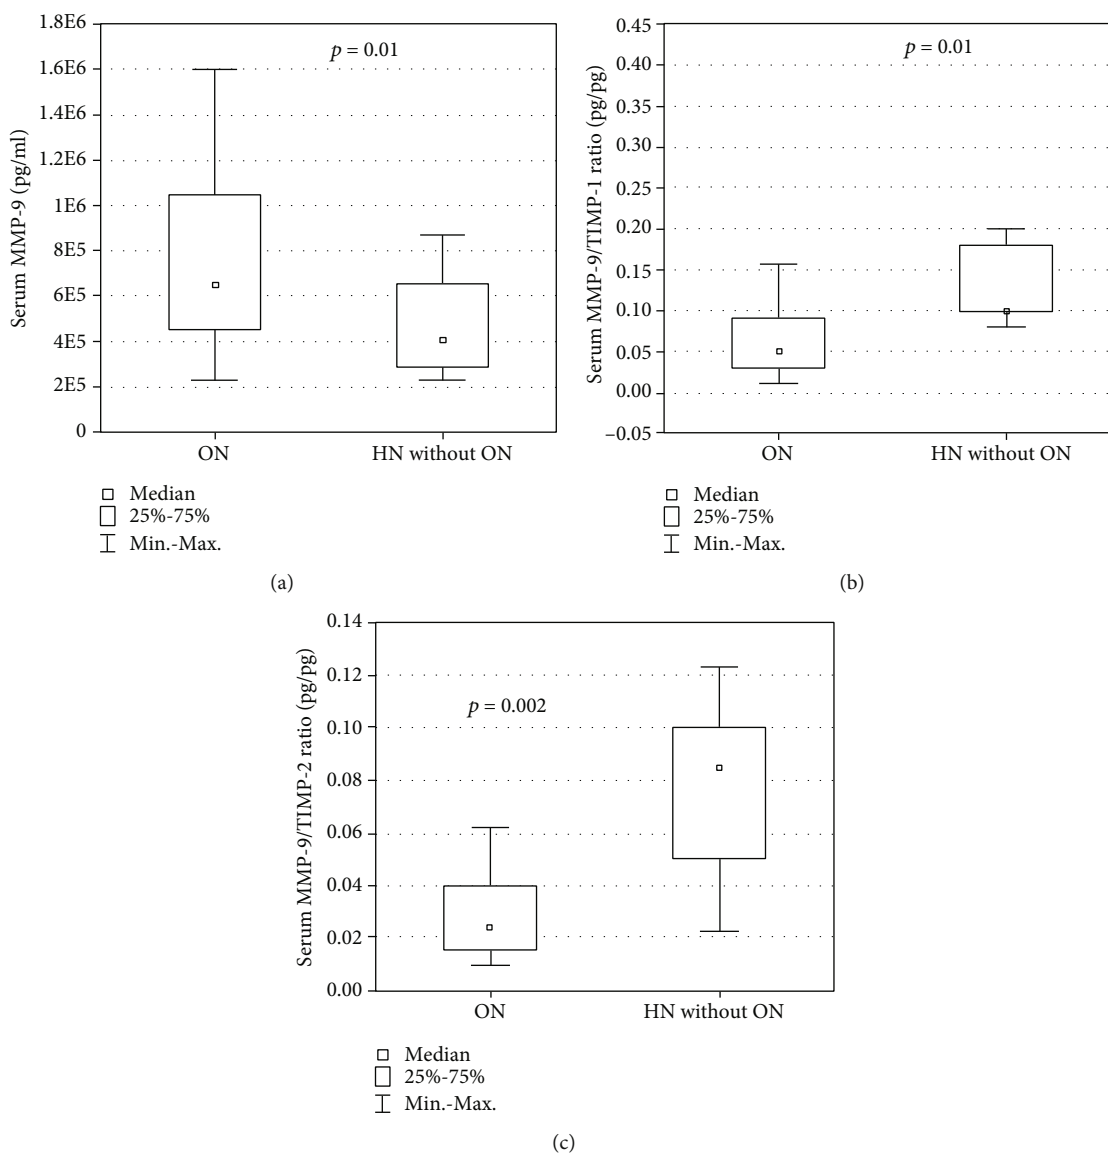 Serum MMP-9 (pg/ml)
1.8E6
1.6E6
1.4E6
1.2E6
1E6
8E5
6E5
4E5
2E5
0
p = 0.01
ON
HN without ON
Median
25%-75%
Min.-Max.
(a)
Serum MMP-9/TIMP-1 ratio (pg/pg)
0.45
0.40
0.35
0.30
0.25
0.20
0.15
0.10
0.05
0.00
–0.05
p = 0.01
ON
HN without ON
Median
25%-75%
Min.-Max.
(b)
Serum MMP-9/TIMP-2 ratio (pg/pg)
0.14
0.12
0.10
0.08
0.06
0.04
0.02
0.00
p = 0.002
ON
HN without ON
Median
25%-75%
Min.-Max.
(c)